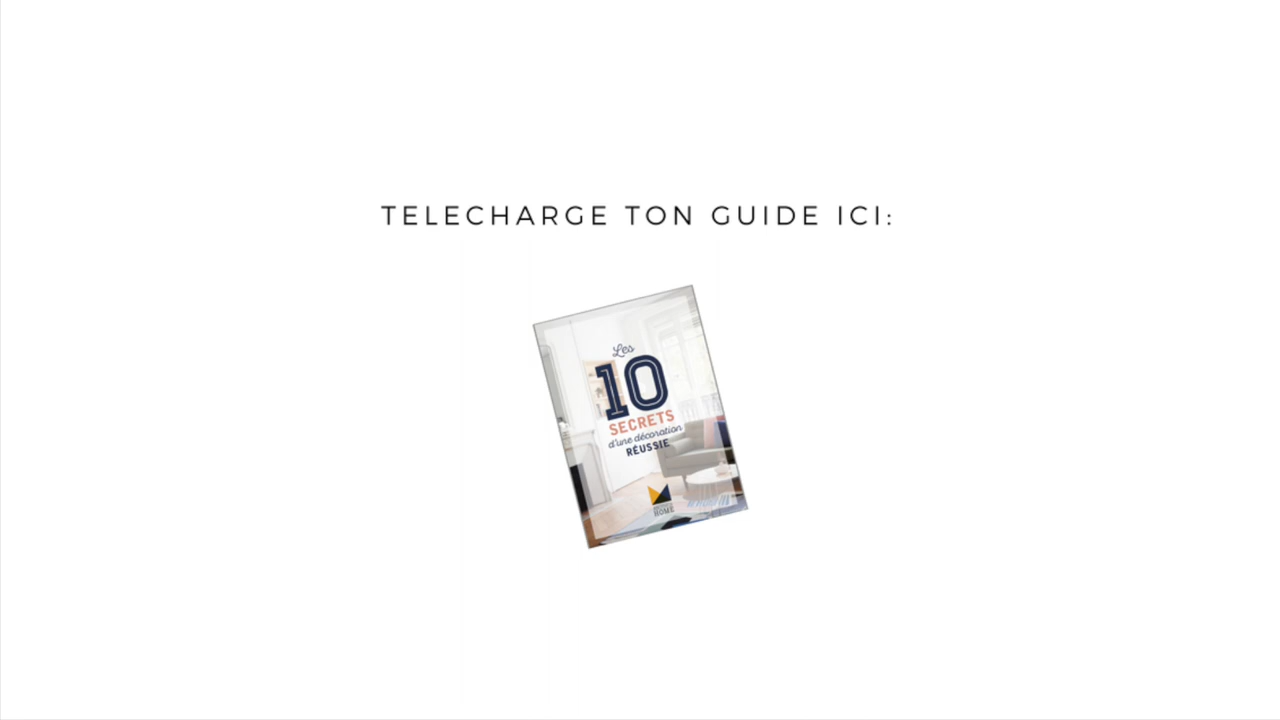 TELECHARGE TON GUIDE ICI:
Les
10
SECRETS
d'une décoration
RÉUSSIE
HOME